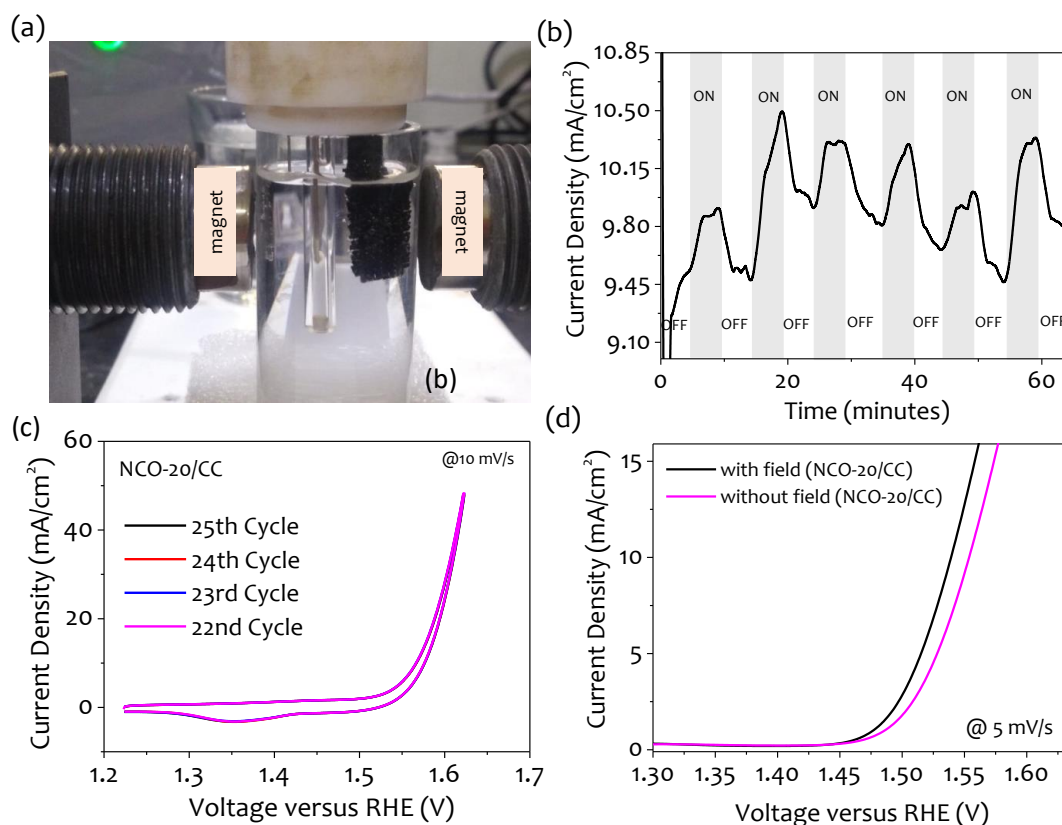 (a)
magnet
magnet
(b)
(b)
Current Density (mA/cm²)
10.85
10.50
10.15
9.80
9.45
9.10
ON
ON
ON
ON
ON
ON
OFF
OFF
OFF
OFF
OFF
OFF
OFF
0
20
40
60
Time (minutes)
(c)
Current Density (mA/cm²)
60
40
20
0
NCO-20/CC
@10 mV/s
25th Cycle
24th Cycle
23rd Cycle
22nd Cycle
1.2
1.3
1.4
1.5
1.6
1.7
Voltage versus RHE (V)
(d)
Current Density (mA/cm²)
15
10
5
0
with field (NCO-20/CC)
without field (NCO-20/CC)
@ 5 mV/s
1.30
1.35
1.40
1.45
1.50
1.55
1.60
Voltage versus RHE (V)